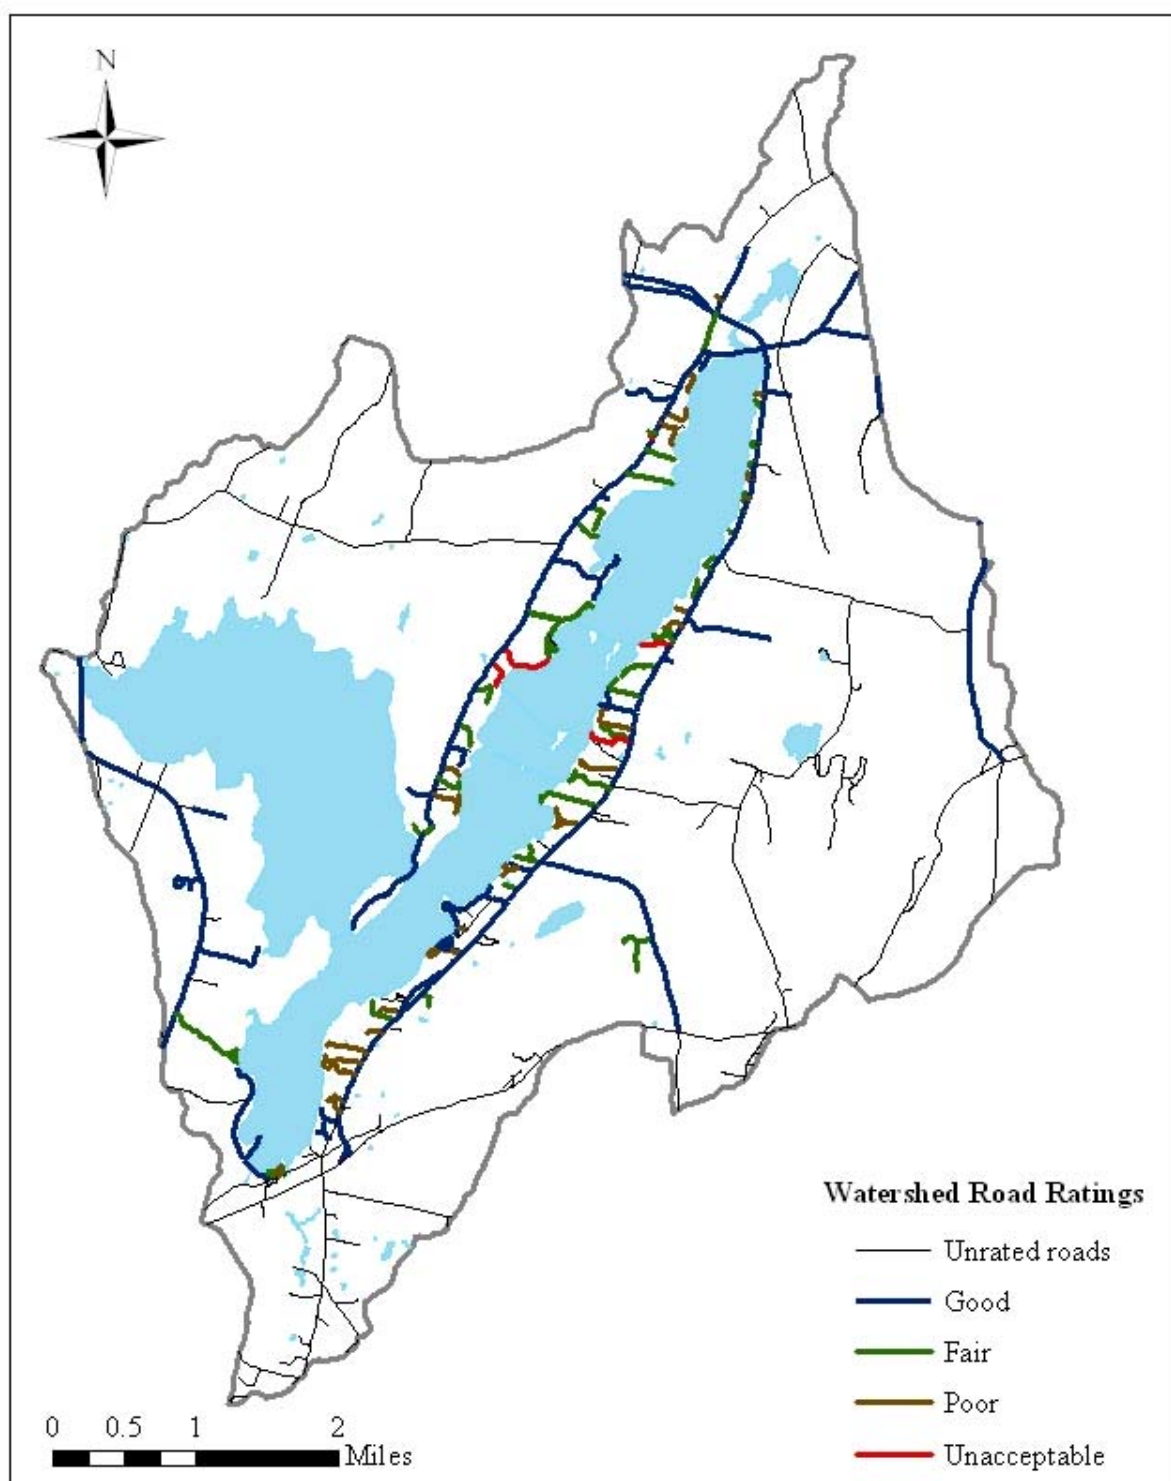 N
Watershed Road Ratings
Unrated roads
Good
Fair
Poor
Unacceptable
0 0.5 1 2
Miles